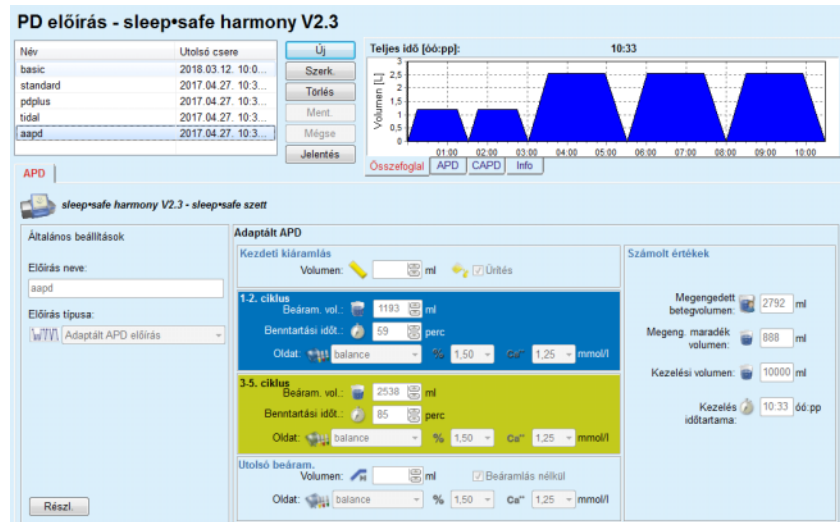 PD előírás - sleep•safe harmony V2.3
Név Utolsó csere
basic 2018.03.12. 10:0...
standard 2017.04.27. 10:3...
pdplus 2017.04.27. 10:3...
tidal 2017.04.27. 10:3...
aapd 2017.04.27. 10:3...
Új
Szerk.
Törlés
Ment.
Mégse
Jelentés
Teljes idő [óó:pp]: 10:33
Volumen [L]
3
2,5
2
1,5
1
0,5
0
01:00 02:00 03:00 04:00 05:00 06:00 07:00 08:00 09:00 10:00
Összefoglal APD CAPD Info
APD
sleep•safe harmony V2.3 - sleep•safe szett
Általános beállítások
Előírás neve:
aapd
Előírás típusa:
Adaptált APD előírás
Részl.
Adaptált APD
Kezdeti kiáramlás
Volumen: ml Ürítés
1-2. ciklus
Beáram. vol.: 1193 ml
Benntartási időt.: 59 perc
Oldat: balance % 1,50 Ca⁺⁺ 1,25 mmol/l
3-5. ciklus
Beáram. vol.: 2538 ml
Benntartási időt.: 85 perc
Oldat: balance % 1,50 Ca⁺⁺ 1,25 mmol/l
Utolsó beáram.
Volumen: ml Beáramlás nélkül
Oldat: balance % 1,50 Ca⁺⁺ 1,25 mmol/l
Számolt értékek
Megengedett
betegvolumen: 2792 ml
Megeng. maradék
volumen: 888 ml
Kezelési volumen: 10000 ml
Kezelés
időtartama: 10:33 óó:pp